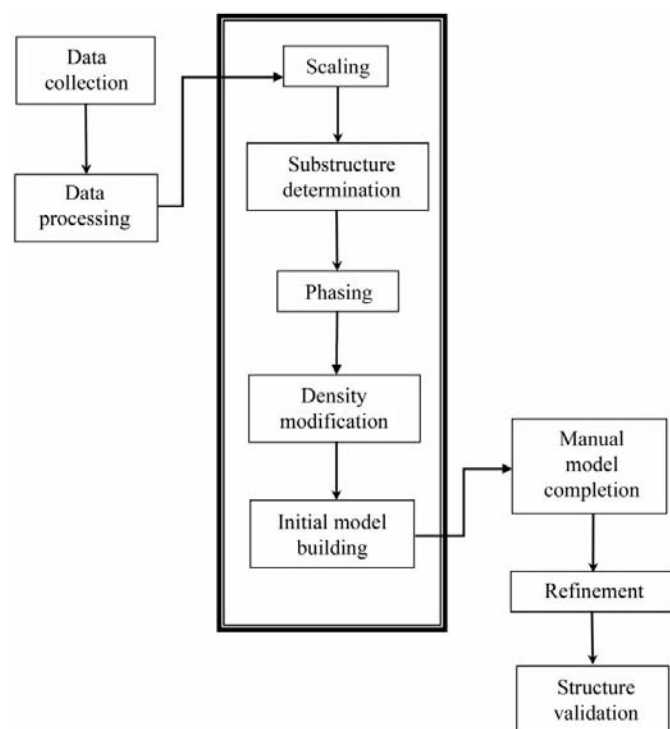 Data
collection
Data
processing
Scaling
Substructure
determination
Phasing
Density
modification
Initial model
building
Manual
model
completion
Refinement
Structure
validation